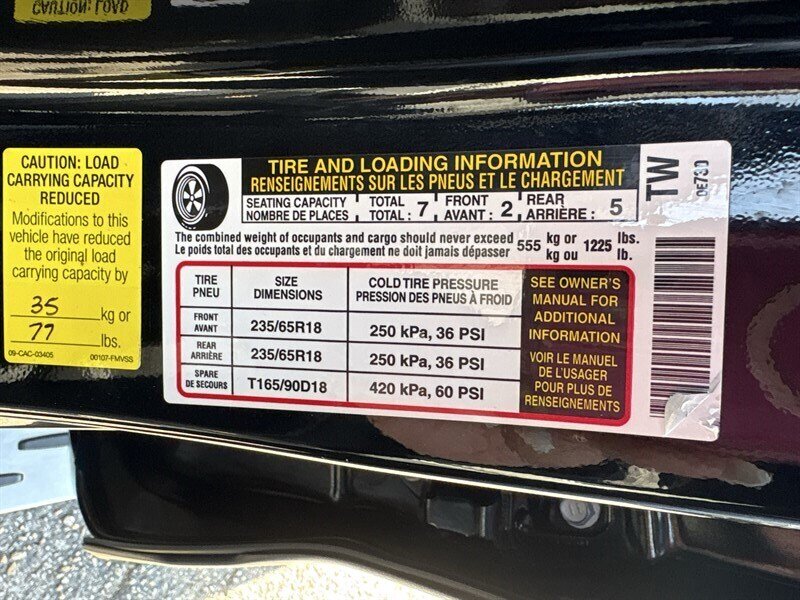 CAUTION: LOAD
CAUTION: LOAD
CARRYING CAPACITY
REDUCED
Modifications to this
vehicle have reduced
the original load
carrying capacity by
35 kg or
77 lbs.
09-CAC-03405 00107-FMVSS
TIRE AND LOADING INFORMATION
RENSEIGNEMENTS SUR LES PNEUS ET LE CHARGEMENT
SEATING CAPACITY
NOMBRE DE PLACES
TOTAL
TOTAL : 7
FRONT
AVANT : 2
REAR
ARRIÈRE : 5
The combined weight of occupants and cargo should never exceed 555 kg or 1225 lbs.
Le poids total des occupants et du chargement ne doit jamais dépasser kg ou lb.
TIRE
PNEU
SIZE
DIMENSIONS
COLD TIRE PRESSURE
PRESSION DES PNEUS À FROID
FRONT
AVANT
235/65R18
250 kPa, 36 PSI
REAR
ARRIÈRE
235/65R18
250 kPa, 36 PSI
SPARE
DE SECOURS
T165/90D18
420 kPa, 60 PSI
SEE OWNER'S
MANUAL FOR
ADDITIONAL
INFORMATION
VOIR LE MANUEL
DE L'USAGER
POUR PLUS DE
RENSEIGNEMENTS
TW